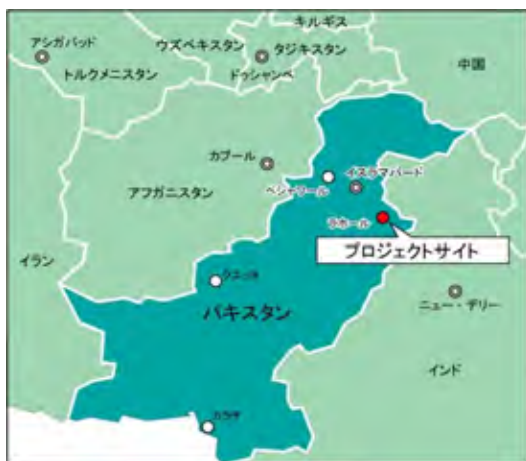 キルギス
アシガバッド
ウズベキスタン
タジキスタン
ドゥシャンベ
トルクメニスタン
中国
カブール
イスラマバード
ペシャワール
アフガニスタン
ラホール
プロジェクトサイト
イラン
クエッタ
パキスタン
ニュー・デリー
インド
カラチ